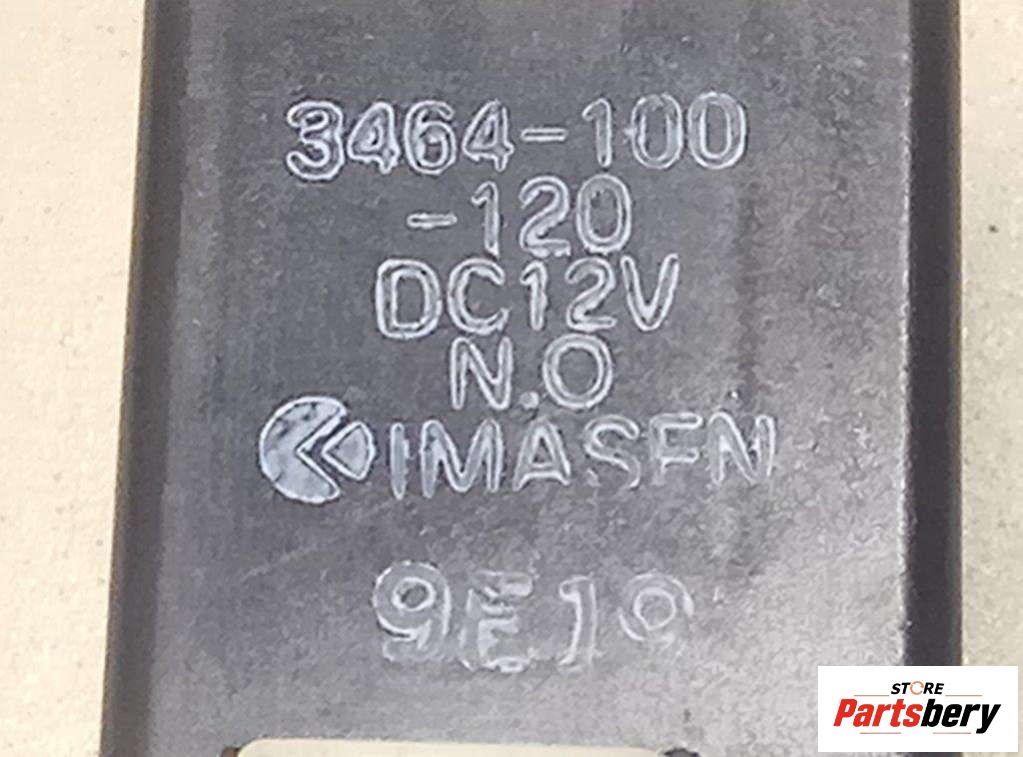 3464-100
-120
DC12V
N.O
IMASEN
9E19
STORE
Partsbery